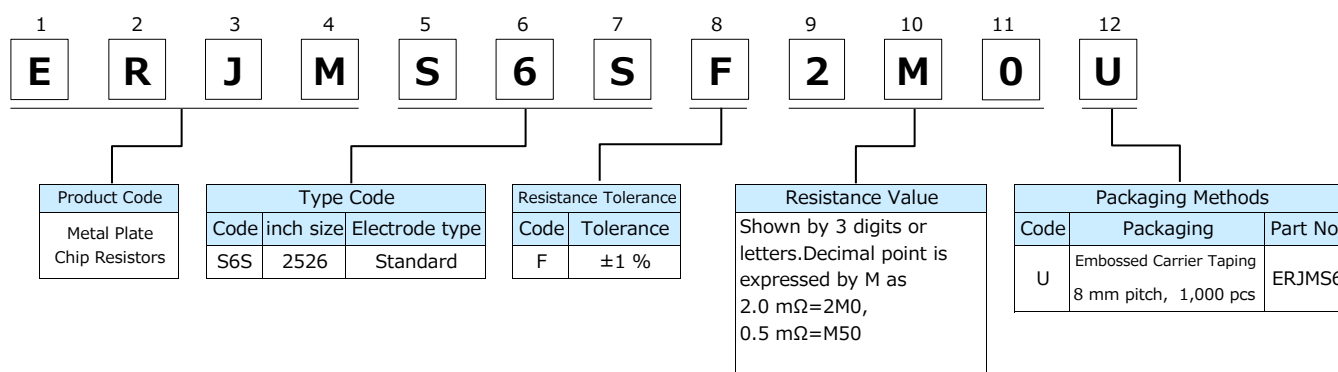 1 2 3 4 5 6 7 8 9 10 11 12
E R J M S 6 S F 2 M 0 U
Product Code
Metal Plate
Chip Resistors
Type Code
Code inch size Electrode type
S6S 2526 Standard
Resistance Tolerance
Code Tolerance
F ±1 %
Resistance Value
Shown by 3 digits or
letters.Decimal point is
expressed by M as
2.0 mΩ=2M0,
0.5 mΩ=M50
Packaging Methods
Code Packaging Part No
U Embossed Carrier Taping
8 mm pitch, 1,000 pcs
ERJMS6